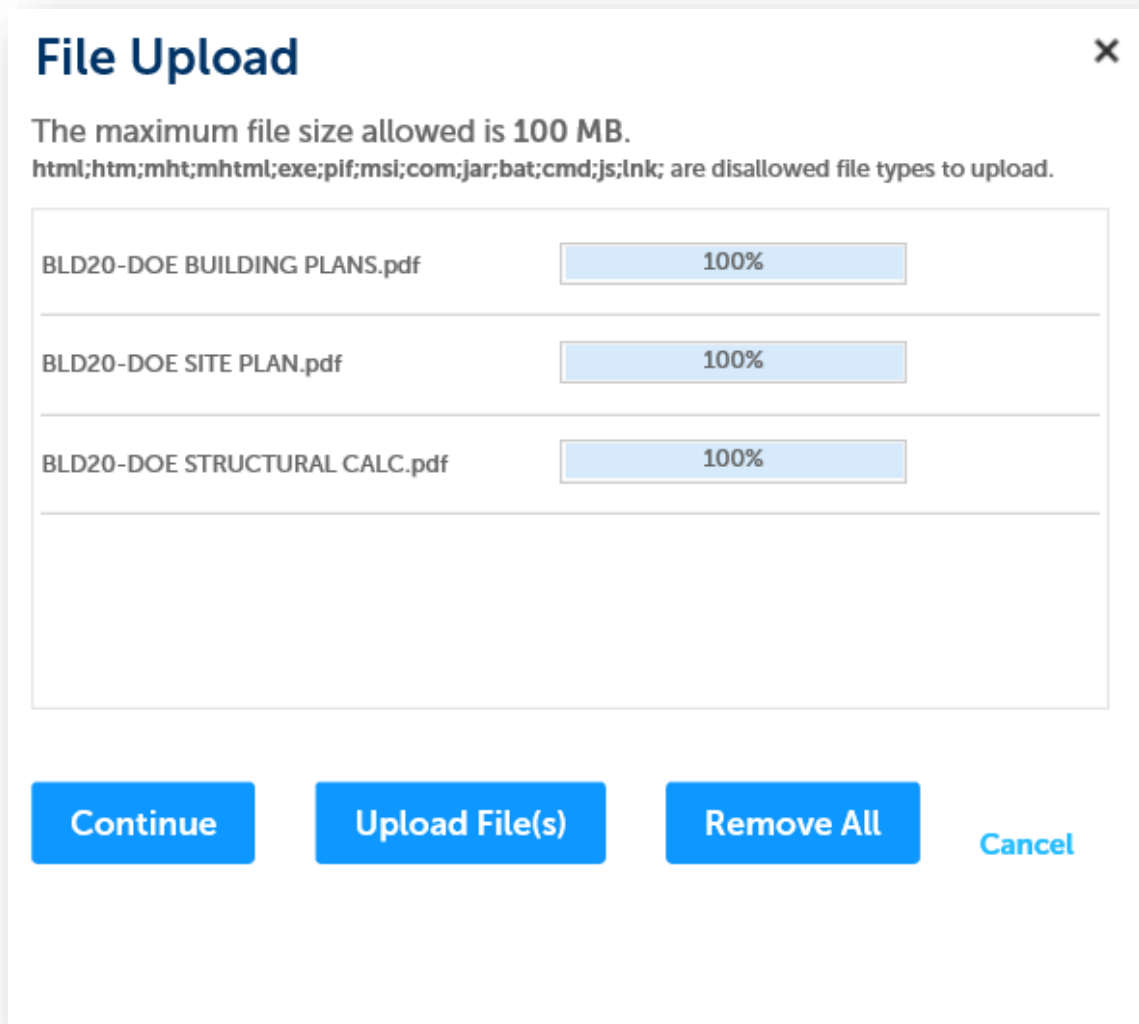 File Upload
The maximum file size allowed is 100 MB.
html;htm;mht;mhtml;exe;pif;msi;com;jar;bat;cmd;js;lnk; are disallowed file types to upload.
BLD20-DOE BUILDING PLANS.pdf 100%
BLD20-DOE SITE PLAN.pdf 100%
BLD20-DOE STRUCTURAL CALC.pdf 100%
Continue Upload File(s) Remove All Cancel